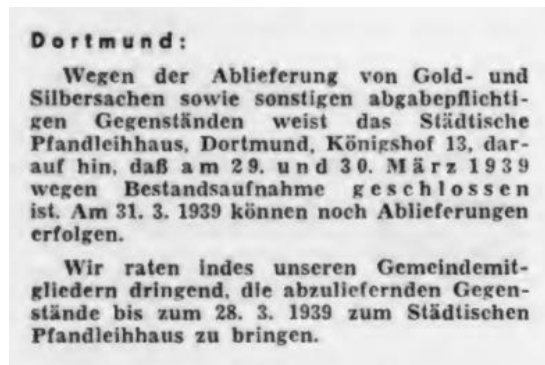 Dortmund:
Wegen der Ablieferung von Gold- und
Silbersachen sowie sonstigen abgabepflichti-
gen Gegenständen weist das Städtische
Pfandleihhaus, Dortmund, Königshof 13, dar-
auf hin, daß am 29. und 30. März 1939
wegen Bestandsaufnahme geschlossen
ist. Am 31. 3. 1939 können noch Ablieferungen
erfolgen.
Wir raten indes unseren Gemeindemit-
gliedern dringend, die abzuliefernden Gegen-
stände bis zum 28. 3. 1939 zum Städtischen
Pfandleihhaus zu bringen.